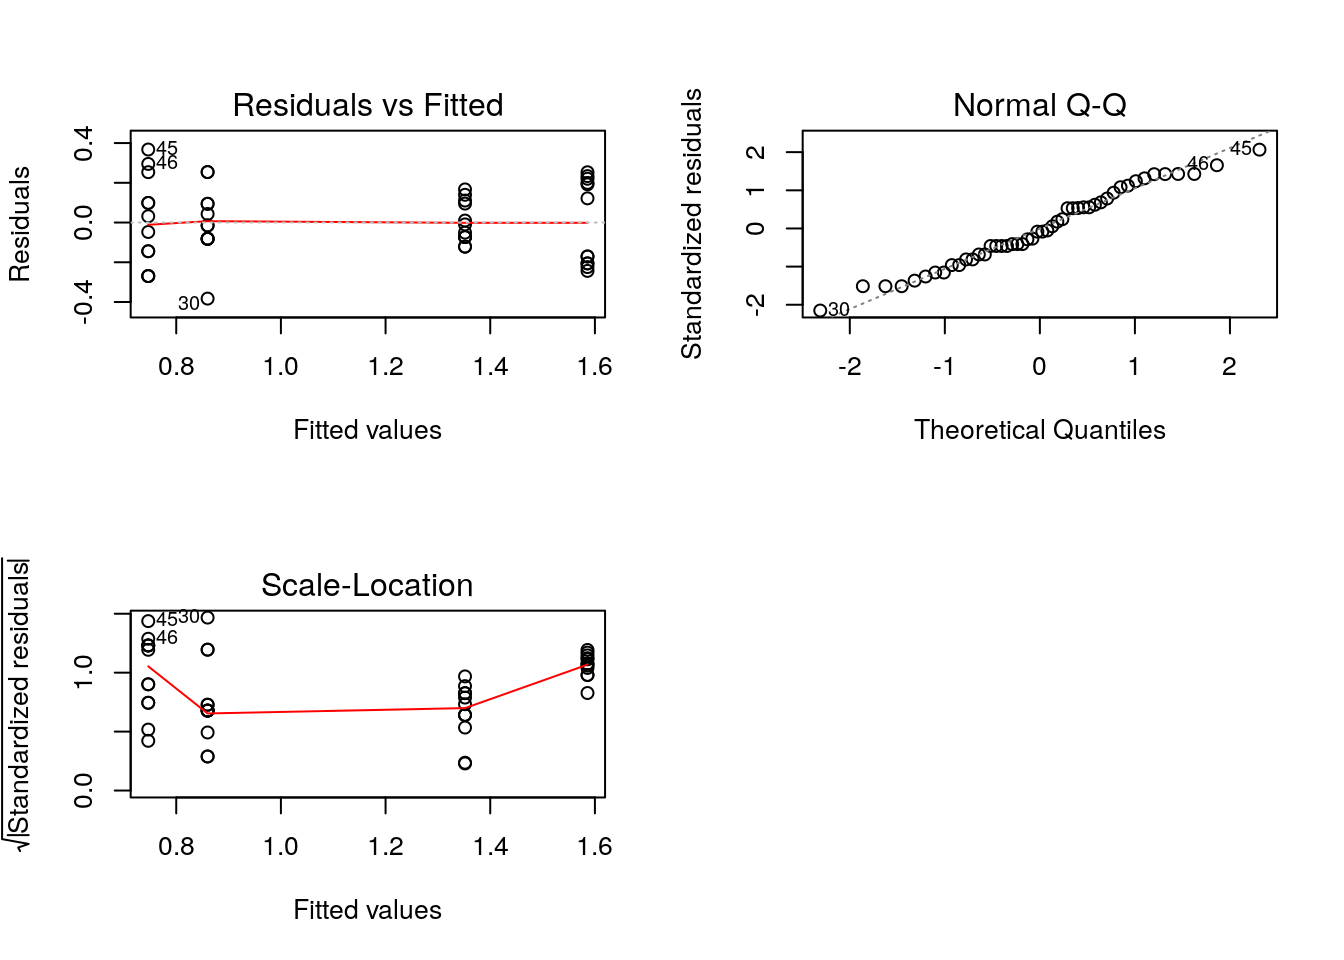 Residuals vs Fitted
Residuals
0.4
0.0
-0.4
45
46
30
0.8 1.0 1.2 1.4 1.6
Fitted values
Normal Q-Q
Standardized residuals
2
1
0
-2
46
45
30
-2 -1 0 1 2
Theoretical Quantiles
Scale-Location
√|Standardized residuals|
1.0
0.0
45
30
46
0.8 1.0 1.2 1.4 1.6
Fitted values